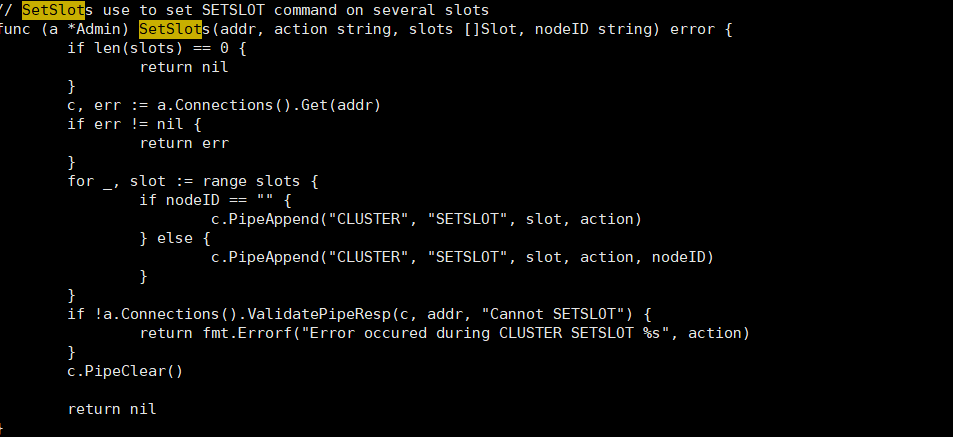 // SetSlots use to set SETSLOT command on several slots
func (a *Admin) SetSlots(addr, action string, slots []Slot, nodeID string) error {
        if len(slots) == 0 {
                return nil
        }
        c, err := a.Connections().Get(addr)
        if err != nil {
                return err
        }
        for _, slot := range slots {
                if nodeID == "" {
                        c.PipeAppend("CLUSTER", "SETSLOT", slot, action)
                } else {
                        c.PipeAppend("CLUSTER", "SETSLOT", slot, action, nodeID)
                }
        }
        if !a.Connections().ValidatePipeResp(c, addr, "Cannot SETSLOT") {
                return fmt.Errorf("Error occured during CLUSTER SETSLOT %s", action)
        }
        c.PipeClear()

        return nil
}